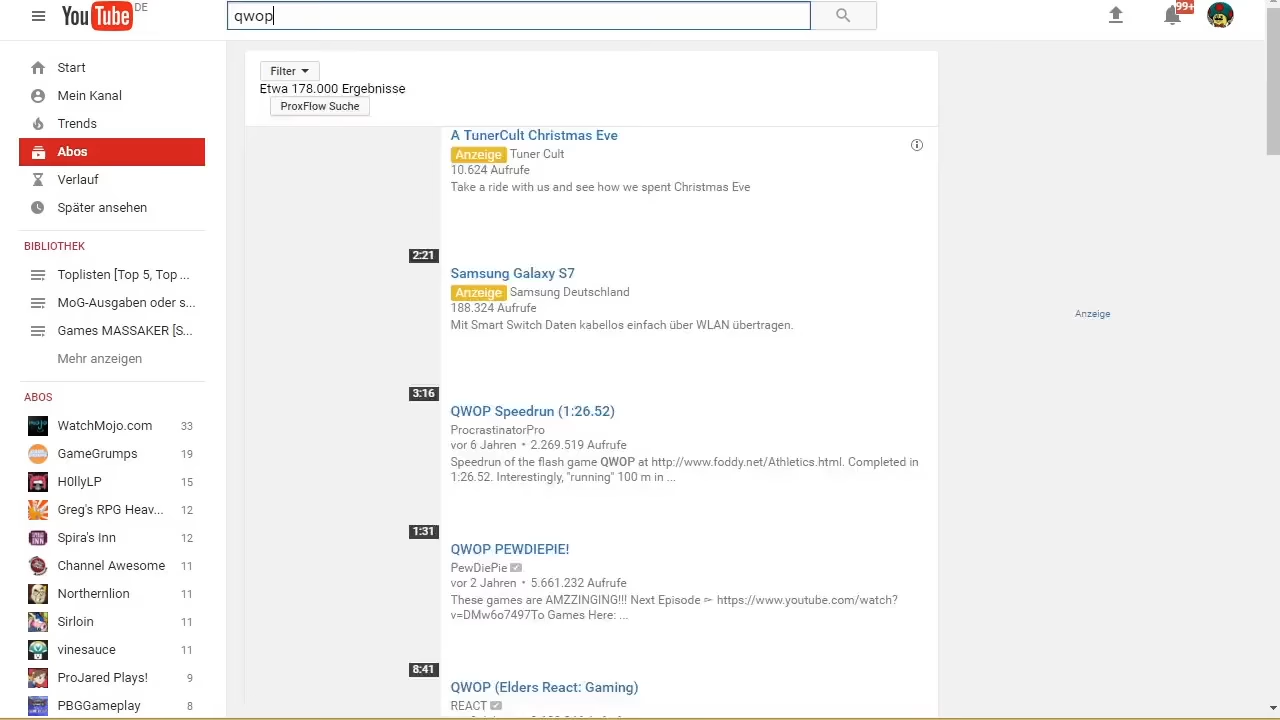 YouTube DE
qwop
99+
Start
Mein Kanal
Trends
Abos
Verlauf
Später ansehen
BIBLIOTHEK
Toplisten [Top 5, Top ...
MoG-Ausgaben oder s...
Games MASSAKER [S...
Mehr anzeigen
ABOS
WatchMojo.com 33
GameGrumps 19
H0llyLP 15
Greg's RPG Heav... 12
Spira's Inn 12
Channel Awesome 11
Northernlion 11
Sirloin 11
vinesauce 11
ProJared Plays! 9
PBGGameplay 8
Filter
Etwa 178.000 Ergebnisse
ProxFlow Suche
A TunerCult Christmas Eve
Anzeige Tuner Cult
10.624 Aufrufe
Take a ride with us and see how we spent Christmas Eve
2:21
Samsung Galaxy S7
Anzeige Samsung Deutschland
188.324 Aufrufe
Mit Smart Switch Daten kabellos einfach über WLAN übertragen.
3:16
QWOP Speedrun (1:26.52)
ProcrastinatorPro
vor 6 Jahren • 2.269.519 Aufrufe
Speedrun of the flash game QWOP at http://www.foddy.net/Athletics.html. Completed in
1:26.52. Interestingly, "running" 100 m in ...
1:31
QWOP PEWDIEPIE!
PewDiePie
vor 2 Jahren • 5.661.232 Aufrufe
These games are AMZZINGING!!! Next Episode ➣ https://www.youtube.com/watch?
v=DMw6o7497To Games Here: ...
8:41
QWOP (Elders React: Gaming)
REACT
Anzeige